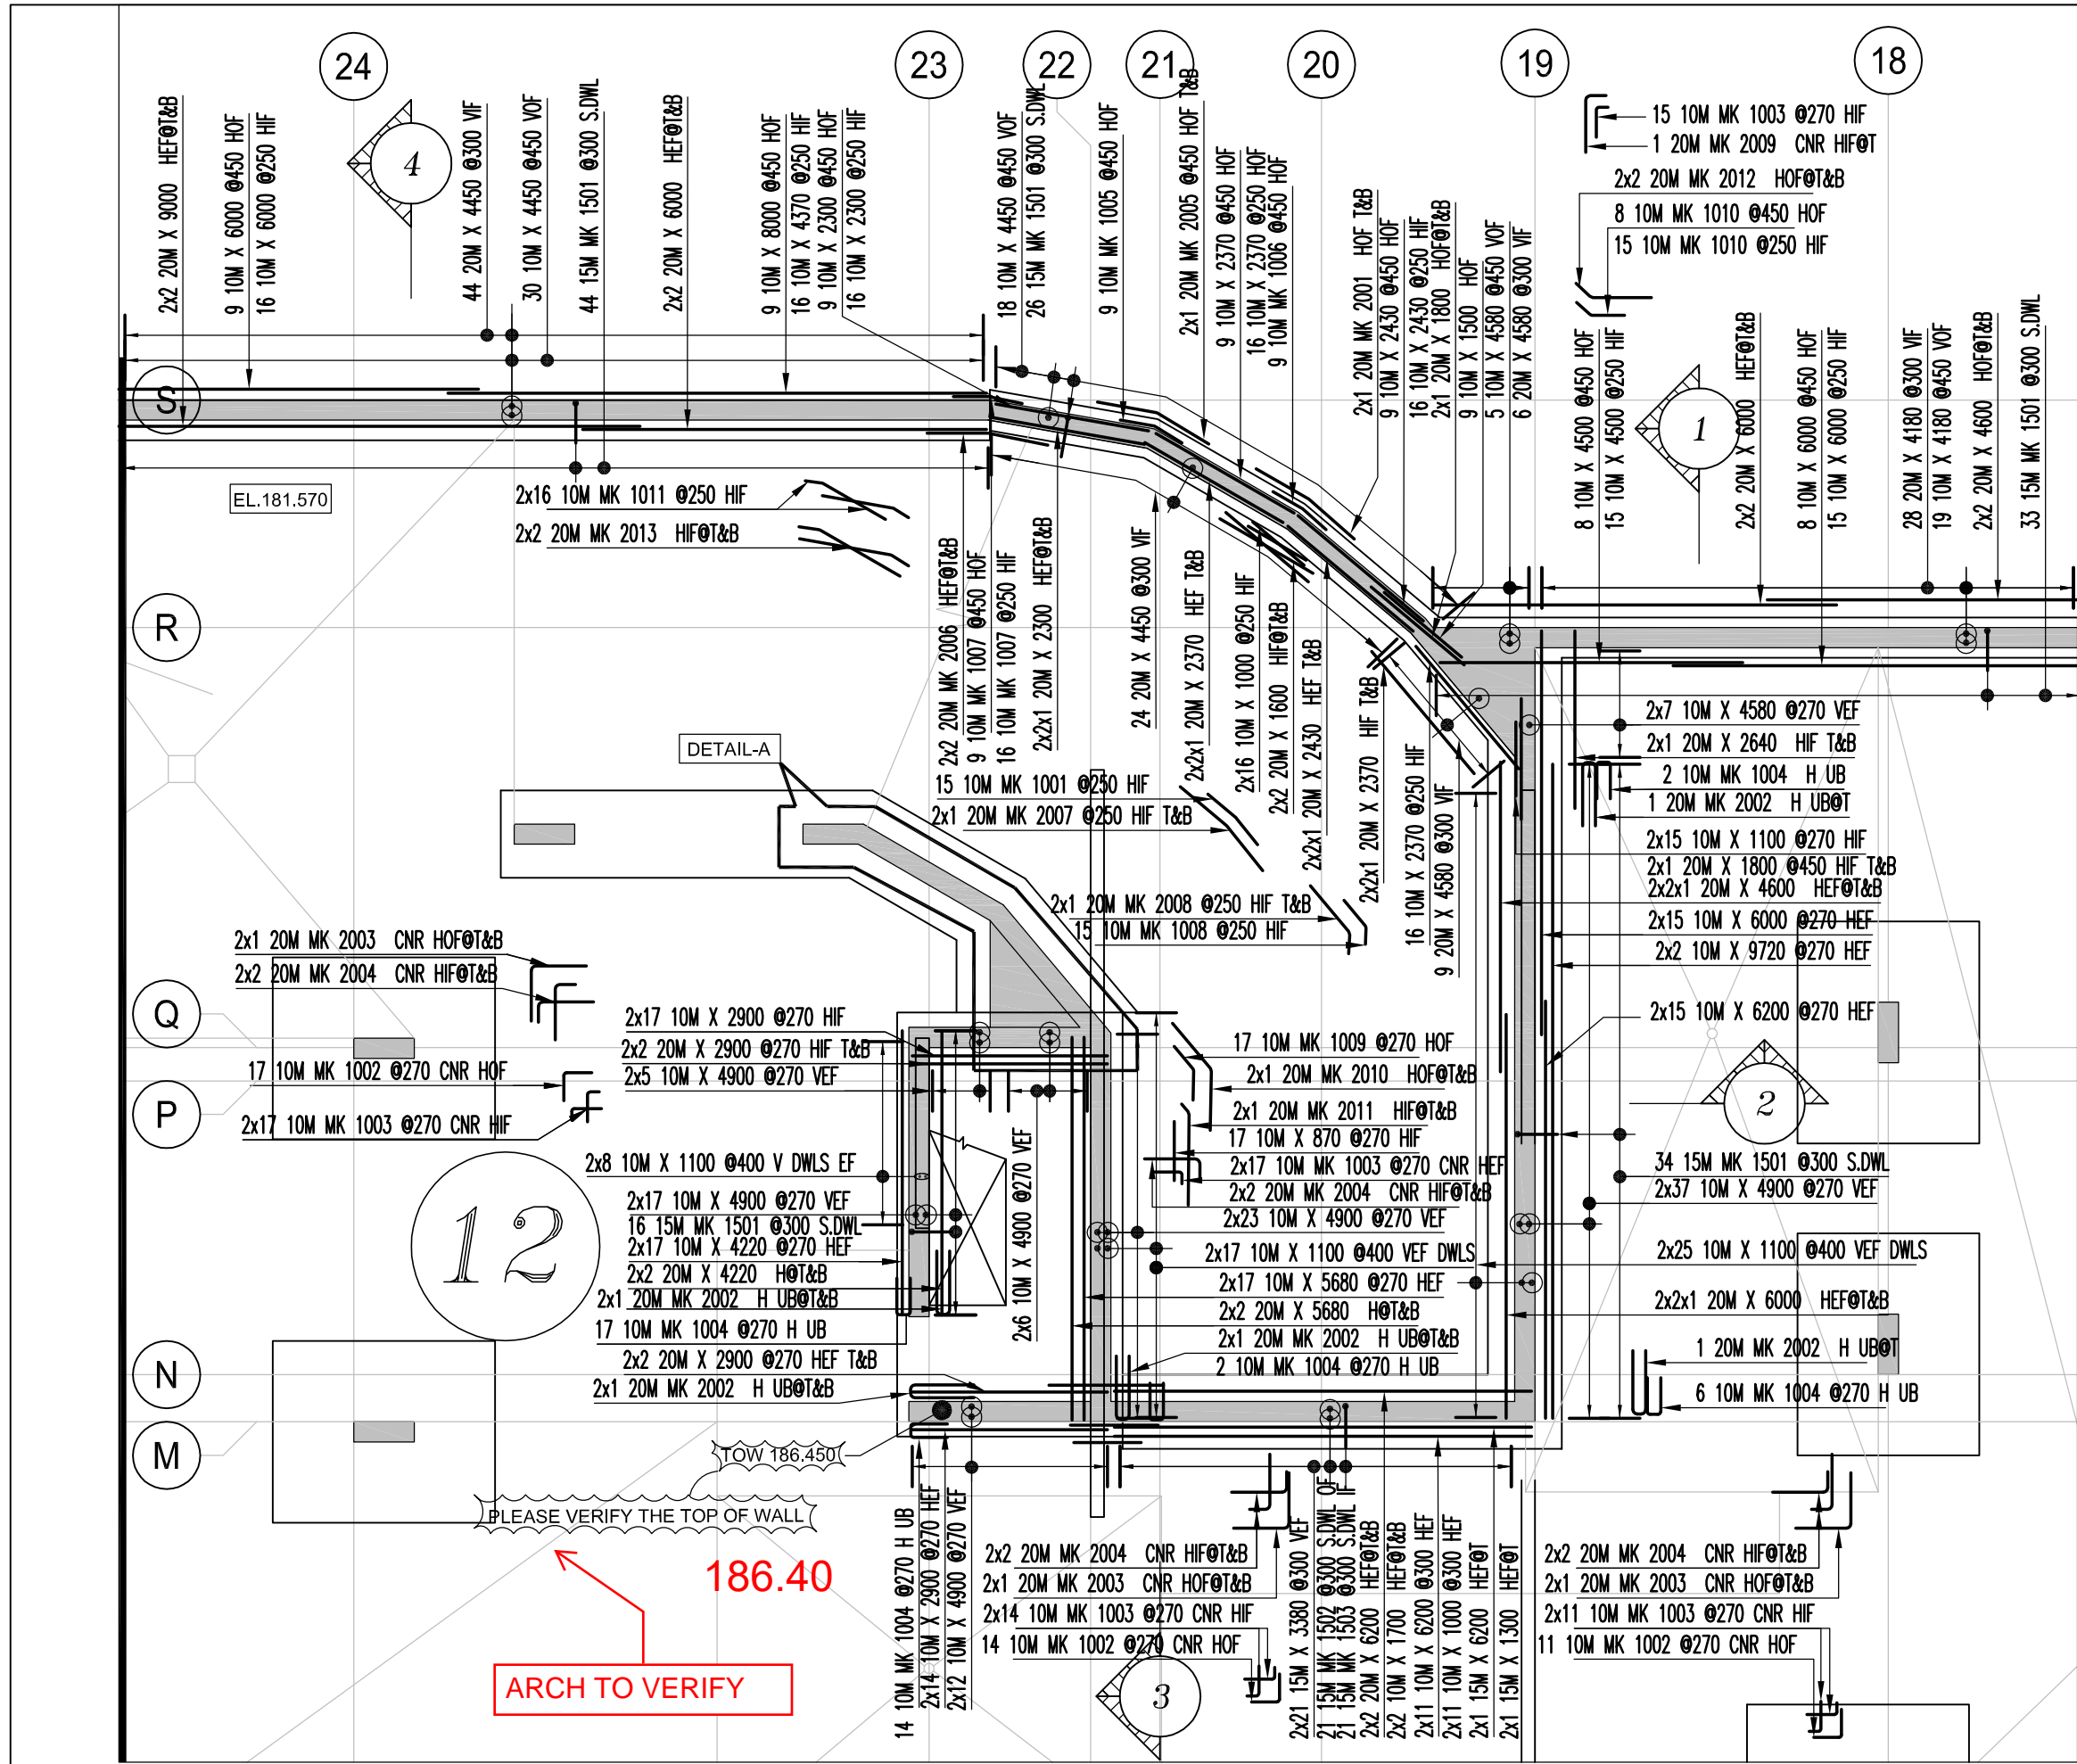 24
23
22
21
20
19
18
2x2 20M X 9000 HEF@T&B
9 10M X 6000 @450 HOF
16 10M X 6000 @250 HIF
4
44 20M X 4450 @300 VIF
30 10M X 4450 @450 VOF
44 15M MK 1501 @300 S.DWL
2x2 20M X 6000 HEF@T&B
9 10M X 8000 @450 HOF
16 10M X 4370 @250 HIF
9 10M X 2300 @450 HOF
16 10M X 2300 @250 HIF
18 10M X 4450 @450 VOF
26 15M MK 1501 @300 S.DWL
9 10M MK 1005 @450 HOF
2x1 20M MK 2005 @450 HOF T&B
9 10M X 2370 @450 HOF
16 10M X 2370 @250 HOF
9 10M MK 1006 @450 HOF
2x1 20M MK 2001 HOF T&B
9 10M X 2430 @450 HOF
16 10M X 2430 @250 HIF
2x1 20M X 1800 HOF@T&B
9 10M X 1500 HOF
5 10M X 4580 @450 VOF
6 20M X 4580 @300 VIF
15 10M MK 1003 @270 HIF
1 20M MK 2009 CNR HIF@T
2x2 20M MK 2012 HOF@T&B
8 10M MK 1010 @450 HOF
15 10M MK 1010 @250 HIF
8 10M X 4500 @450 HOF
15 10M X 4500 @250 HIF
1
2x2 20M X 6000 HEF@T&B
8 10M X 6000 @450 HOF
15 10M X 6000 @250 HIF
28 20M X 4180 @300 VIF
19 10M X 4180 @450 VOF
2x2 20M X 4600 HOF@T&B
33 15M MK 1501 @300 S.DWL
S
EL.181.570
2x16 10M MK 1011 @250 HIF
2x2 20M MK 2013 HIF@T&B
R
2x2 20M MK 2006 HEF@T&B
9 10M MK 1007 @450 HOF
16 10M MK 1007 @250 HIF
2x2x1 20M X 2300 HEF@T&B
24 20M X 4450 @300 VIF
2x2x1 20M X 2370 HEF T&B
2x16 10M X 1000 @250 HIF
2x2 20M X 1600 HIF@T&B
2x2x1 20M X 2430 HEF T&B
2x2x1 20M X 2370 HIF T&B
16 10M X 2370 @250 HIF
9 20M X 4580 @300 VIF
DETAIL-A
15 10M MK 1001 @250 HIF
2x1 20M MK 2007 @250 HIF T&B
2x1 20M MK 2008 @250 HIF T&B
15 10M MK 1008 @250 HIF
2x7 10M X 4580 @270 VEF
2x1 20M X 2640 HIF T&B
2 10M MK 1004 H UB
1 20M MK 2002 H UB@T
2x15 10M X 1100 @270 HIF
2x1 20M X 1800 @450 HIF T&B
2x2x1 20M X 4600 HEF@T&B
2x15 10M X 6000 @270 HEF
2x2 10M X 9720 @270 HEF
2x15 10M X 6200 @270 HEF
2
2x1 20M MK 2003 CNR HOF@T&B
2x2 20M MK 2004 CNR HIF@T&B
Q
17 10M MK 1002 @270 CNR HOF
P
2x17 10M MK 1003 @270 CNR HIF
2x17 10M X 2900 @270 HIF
2x2 20M X 2900 @270 HIF T&B
2x5 10M X 4900 @270 VEF
12
2x8 10M X 1100 @400 V DWLS EF
2x17 10M X 4900 @270 VEF
16 15M MK 1501 @300 S.DWL
2x17 10M X 4220 @270 HEF
2x2 20M X 4220 H@T&B
2x1 20M MK 2002 H UB@T&B
17 10M MK 1004 @270 H UB
2x2 20M X 2900 @270 HEF T&B
2x1 20M MK 2002 H UB@T&B
2x6 10M X 4900 @270 VEF
17 10M MK 1009 @270 HOF
2x1 20M MK 2010 HOF@T&B
2x1 20M MK 2011 HIF@T&B
17 10M X 870 @270 HIF
2x17 10M MK 1003 @270 CNR HEF
2x2 20M MK 2004 CNR HIF@T&B
2x23 10M X 4900 @270 VEF
2x17 10M X 1100 @400 VEF DWLS
2x17 10M X 5680 @270 HEF
2x2 20M X 5680 H@T&B
2x1 20M MK 2002 H UB@T&B
2 10M MK 1004 @270 H UB
34 15M MK 1501 @300 S.DWL
2x37 10M X 4900 @270 VEF
2x25 10M X 1100 @400 VEF DWLS
2x2x1 20M X 6000 HEF@T&B
1 20M MK 2002 H UB@T
6 10M MK 1004 @270 H UB
N
M
TOW 186.450
PLEASE VERIFY THE TOP OF WALL
186.40
ARCH TO VERIFY
14 10M MK 1004 @270 H UB
2x14 10M X 2900 @270 HEF
2x12 10M X 4900 @270 VEF
2x2 20M MK 2004 CNR HIF@T&B
2x1 20M MK 2003 CNR HOF@T&B
2x14 10M MK 1003 @270 CNR HIF
14 10M MK 1002 @270 CNR HOF
3
2x21 15M X 3380 @300 VEF
21 15M MK 1502 @300 S.DWL OF
21 15M MK 1503 @300 S.DWL IF
2x2 20M X 6200 HEF@T&B
2x2 10M X 1700 HEF@T&B
2x11 10M X 6200 @300 HEF
2x11 10M X 1000 @300 HEF
2x1 15M X 6200 HEF@T
2x1 15M X 1300 HEF@T
2x2 20M MK 2004 CNR HIF@T&B
2x1 20M MK 2003 CNR HOF@T&B
2x11 10M MK 1003 @270 CNR HIF
11 10M MK 1002 @270 CNR HOF